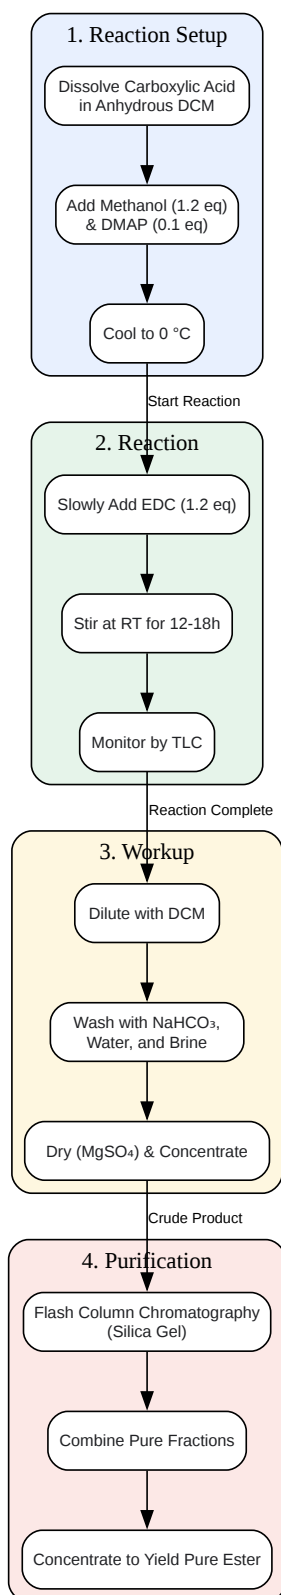 1. Reaction Setup
Dissolve Carboxylic Acid
in Anhydrous DCM
Add Methanol (1.2 eq)
& DMAP (0.1 eq)
Cool to 0 °C
Start Reaction
2. Reaction
Slowly Add EDC (1.2 eq)
Stir at RT for 12-18h
Monitor by TLC
Reaction Complete
3. Workup
Dilute with DCM
Wash with NaHCO₃,
Water, and Brine
Dry (MgSO₄) & Concentrate
Crude Product
4. Purification
Flash Column Chromatography
(Silica Gel)
Combine Pure Fractions
Concentrate to Yield Pure Ester